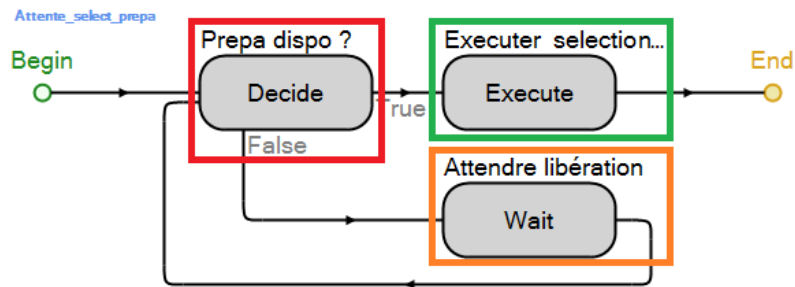 Attente_select_prepa
Prepa dispo ?
Executer selection...
Begin
End
Decide
Execute
True
False
Attendre libération
Wait